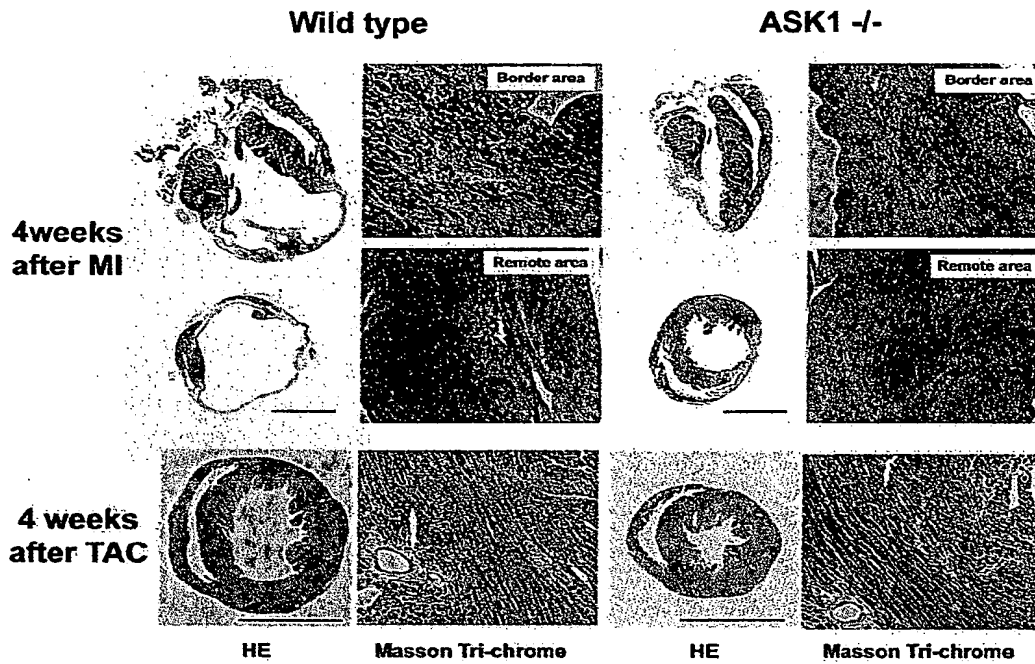 Wild type
ASK1 -/-
Border area
Border area
4weeks
after MI
Remote area
Remote area
4 weeks
after TAC
HE
Masson Tri-chrome
HE
Masson Tri-chrome